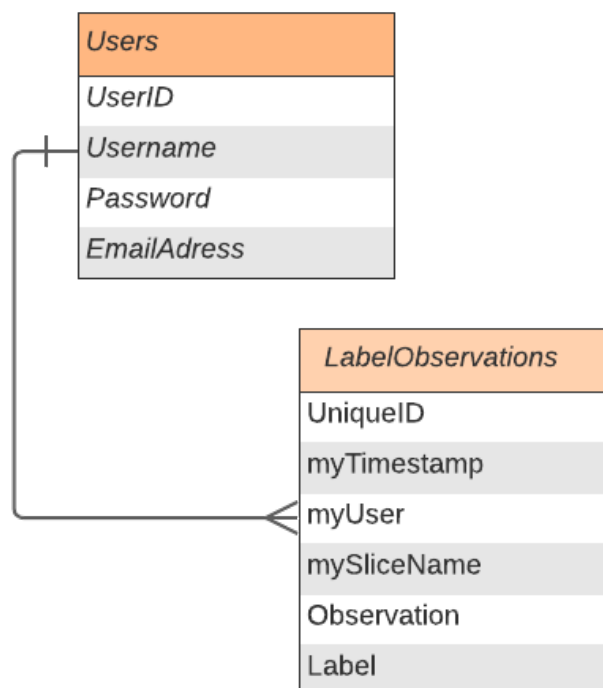 Users
UserID
Username
Password
EmailAdress
LabelObservations
UniqueID
myTimestamp
myUser
mySliceName
Observation
Label